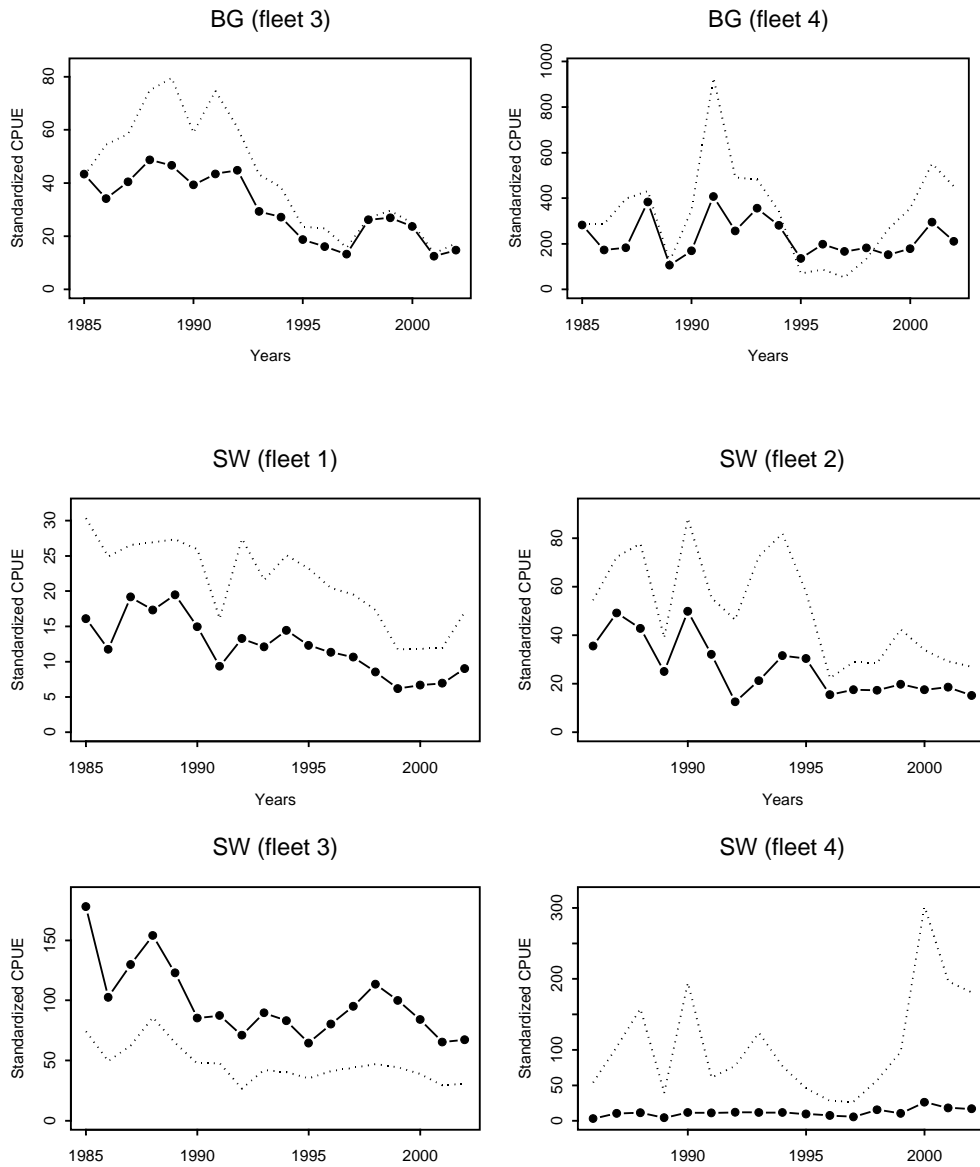 BG (fleet 3)
Standardized CPUE
80
60
40
20
0
1985 1990 1995 2000
Years
BG (fleet 4)
Standardized CPUE
1000
800
600
400
200
0
1985 1990 1995 2000
Years
SW (fleet 1)
Standardized CPUE
30
25
20
15
10
5
0
1985 1990 1995 2000
Years
SW (fleet 2)
Standardized CPUE
80
60
40
20
0
1990 1995 2000
Years
SW (fleet 3)
Standardized CPUE
150
100
50
0
1985 1990 1995 2000
SW (fleet 4)
Standardized CPUE
300
200
100
50
0
1990 1995 2000